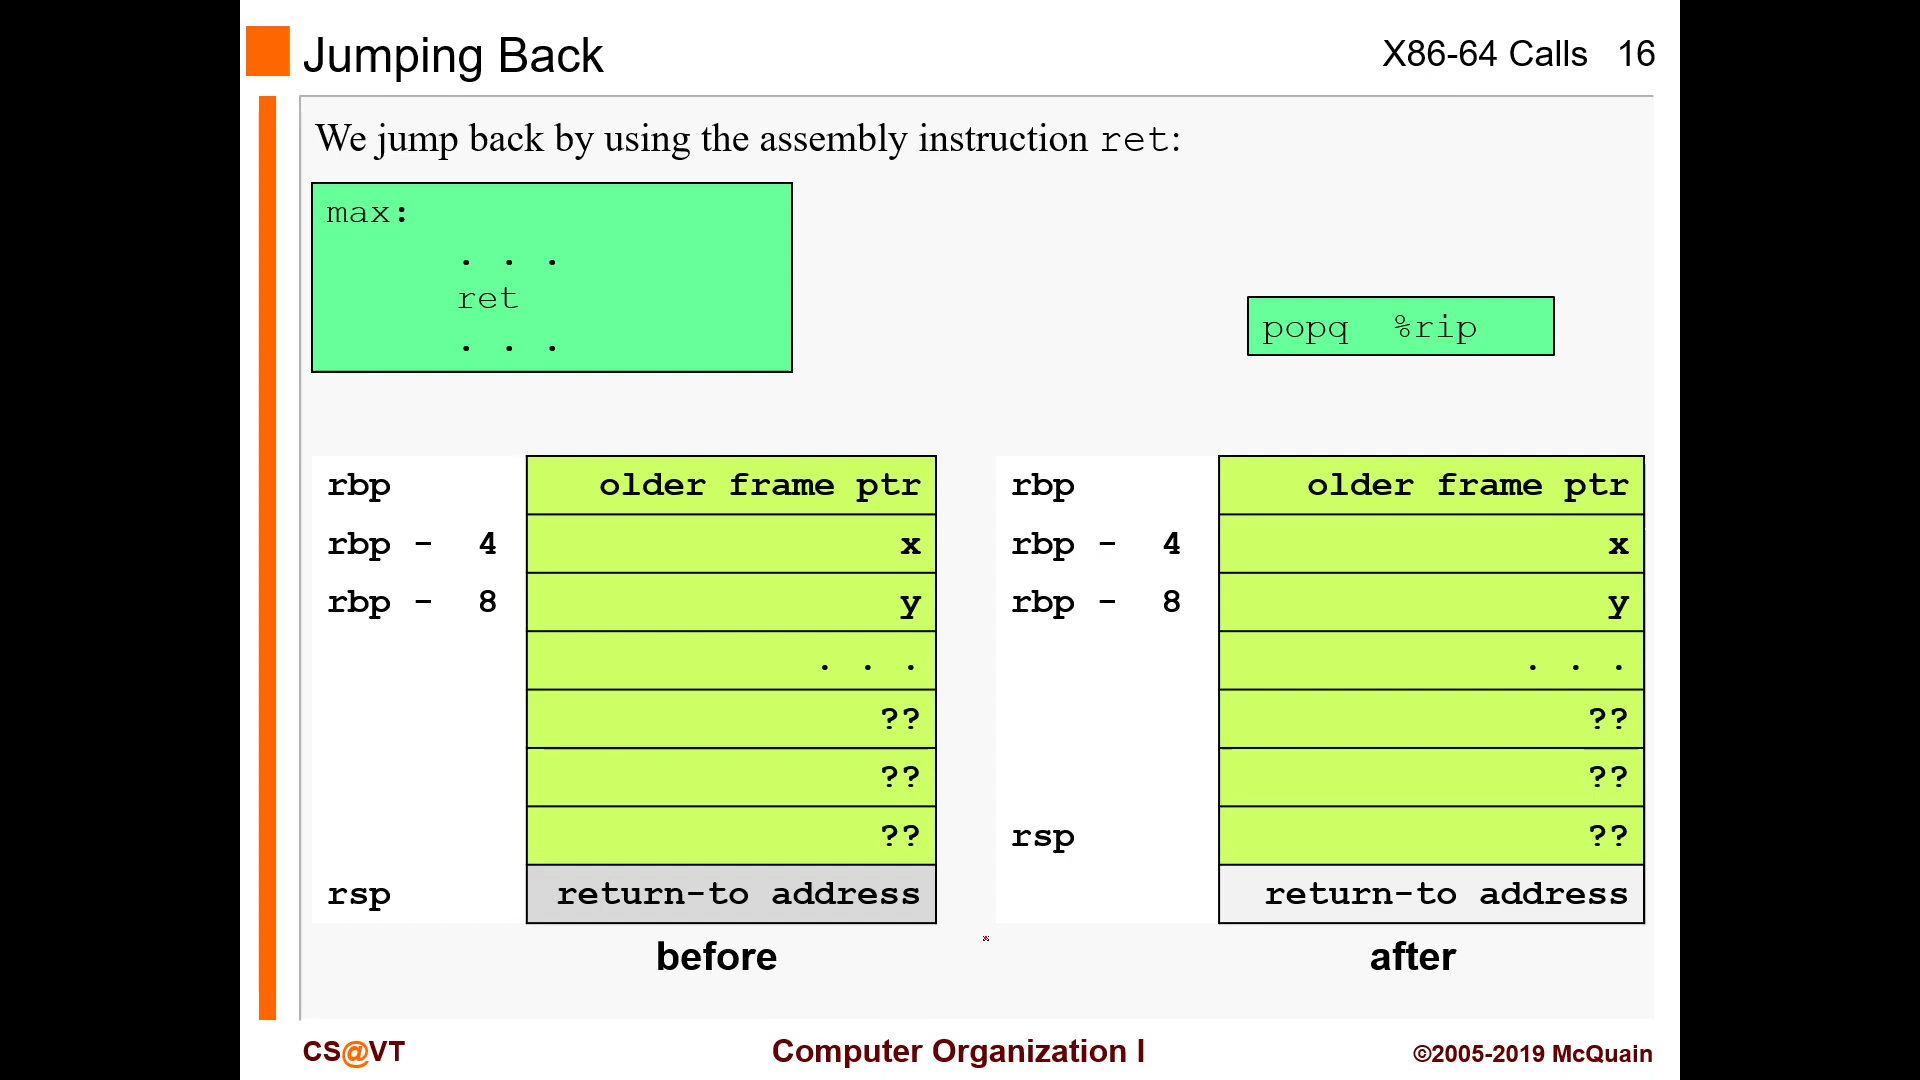 Jumping Back
X86-64 Calls 16
We jump back by using the assembly instruction ret:
max:
. . .
ret
. . .
popq %rip
rbp older frame ptr
rbp - 4 x
rbp - 8 y
. . .
??
??
??
rsp return-to address
before
rbp older frame ptr
rbp - 4 x
rbp - 8 y
. . .
??
??
rsp ??
return-to address
after
CS@VT
Computer Organization I
©2005-2019 McQuain